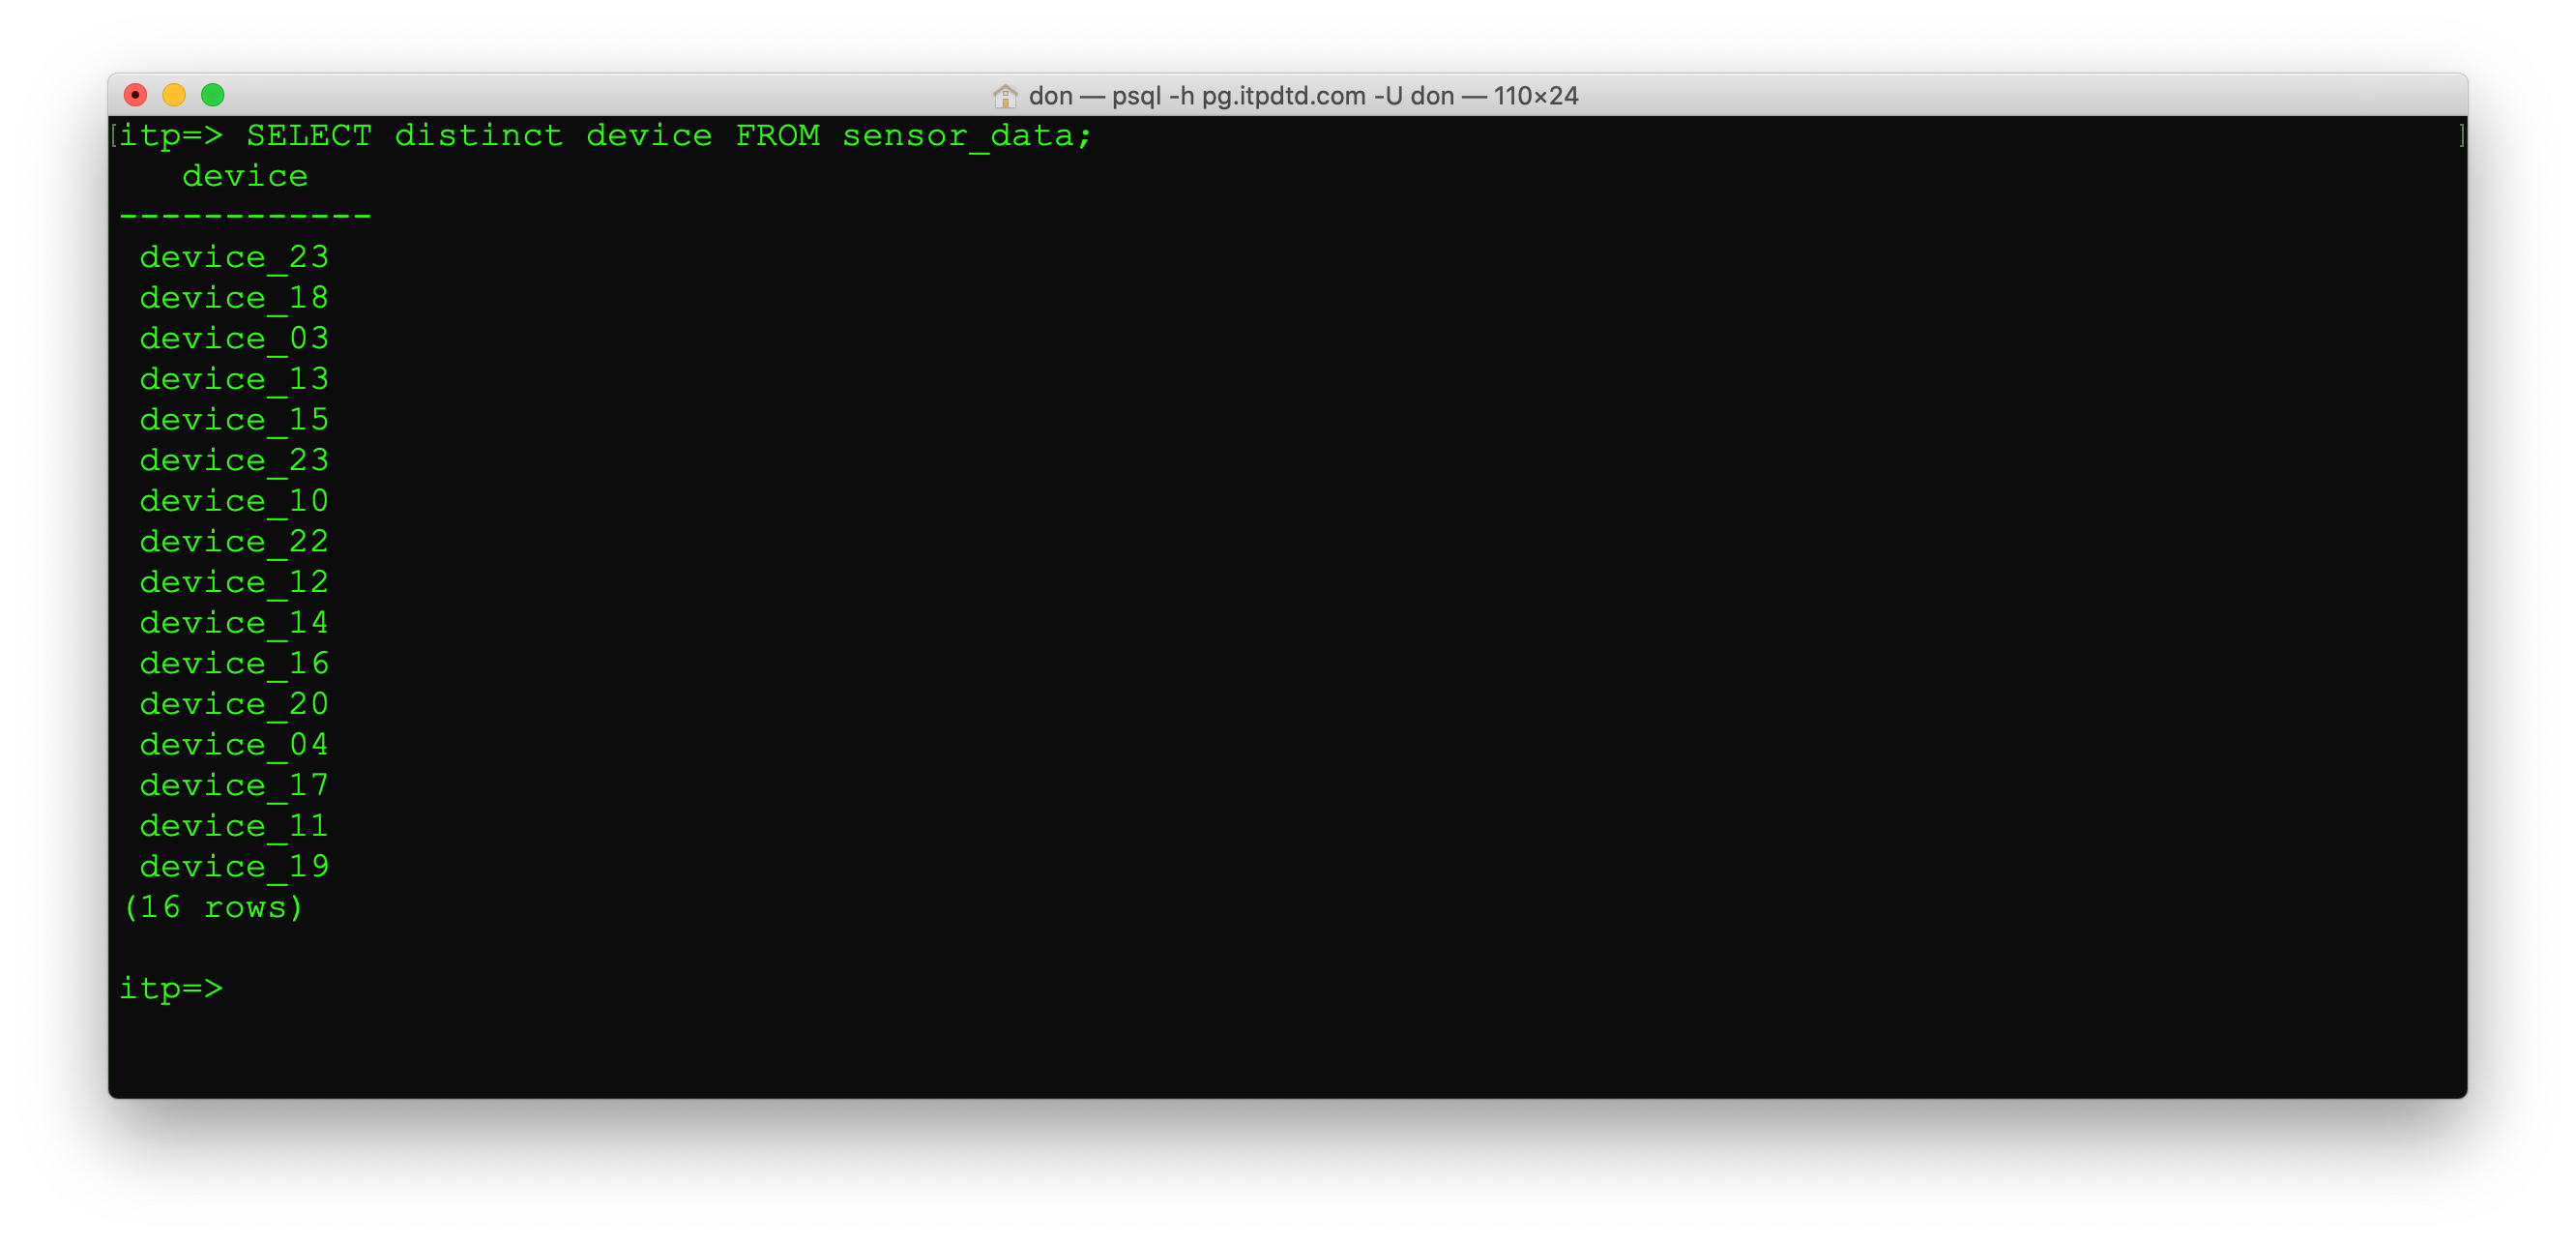 don — psql -h pg.itpdtd.com -U don — 110×24
[itp=> SELECT distinct device FROM sensor_data; ]
device
------------
device_23
device_18
device_03
device_13
device_15
device_23
device_10
device_22
device_12
device_14
device_16
device_20
device_04
device_17
device_11
device_19
(16 rows)
itp=>